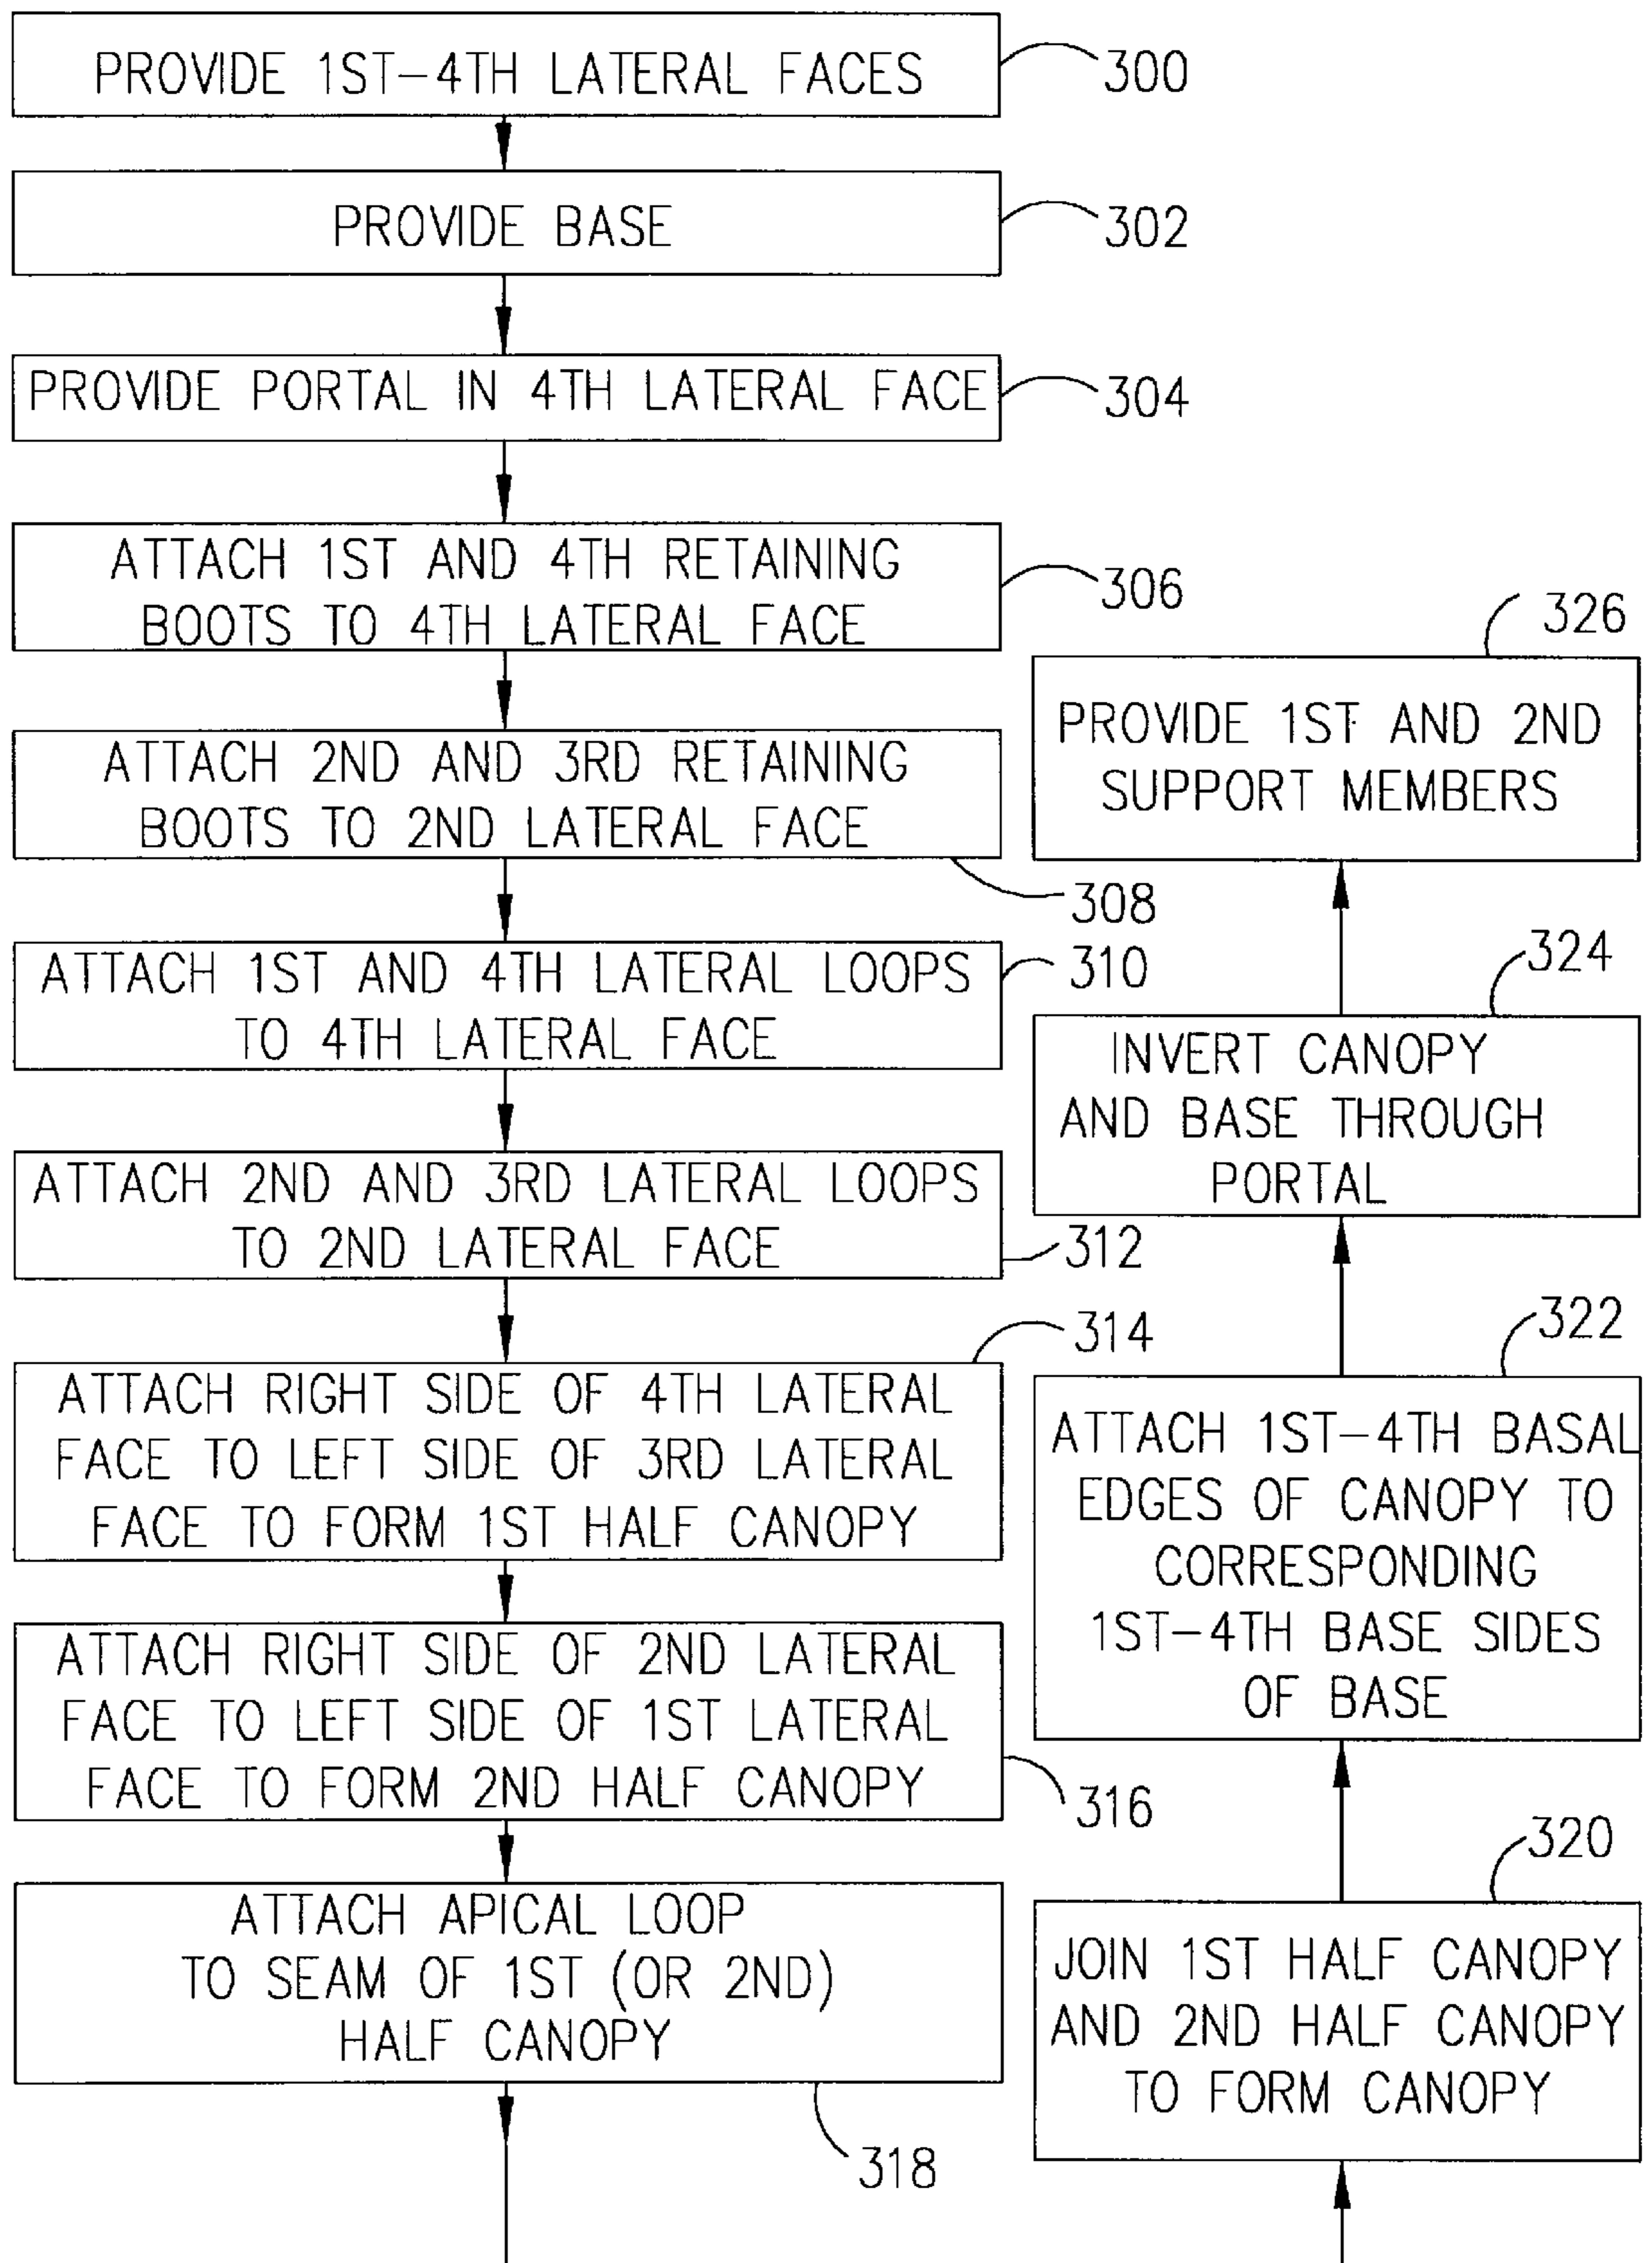 PROVIDE 1ST-4TH LATERAL FACES
300
PROVIDE BASE
302
PROVIDE PORTAL IN 4TH LATERAL FACE
304
ATTACH 1ST AND 4TH RETAINING
BOOTS TO 4TH LATERAL FACE
306
ATTACH 2ND AND 3RD RETAINING
BOOTS TO 2ND LATERAL FACE
308
ATTACH 1ST AND 4TH LATERAL LOOPS
TO 4TH LATERAL FACE
310
ATTACH 2ND AND 3RD LATERAL LOOPS
TO 2ND LATERAL FACE
312
314
ATTACH RIGHT SIDE OF 4TH LATERAL
FACE TO LEFT SIDE OF 3RD LATERAL
FACE TO FORM 1ST HALF CANOPY
ATTACH RIGHT SIDE OF 2ND LATERAL
FACE TO LEFT SIDE OF 1ST LATERAL
FACE TO FORM 2ND HALF CANOPY
316
ATTACH APICAL LOOP
TO SEAM OF 1ST (OR 2ND)
HALF CANOPY
318
320
JOIN 1ST HALF CANOPY
AND 2ND HALF CANOPY
TO FORM CANOPY
322
ATTACH 1ST-4TH BASAL
EDGES OF CANOPY TO
CORRESPONDING
1ST-4TH BASE SIDES
OF BASE
324
INVERT CANOPY
AND BASE THROUGH
PORTAL
326
PROVIDE 1ST AND 2ND
SUPPORT MEMBERS